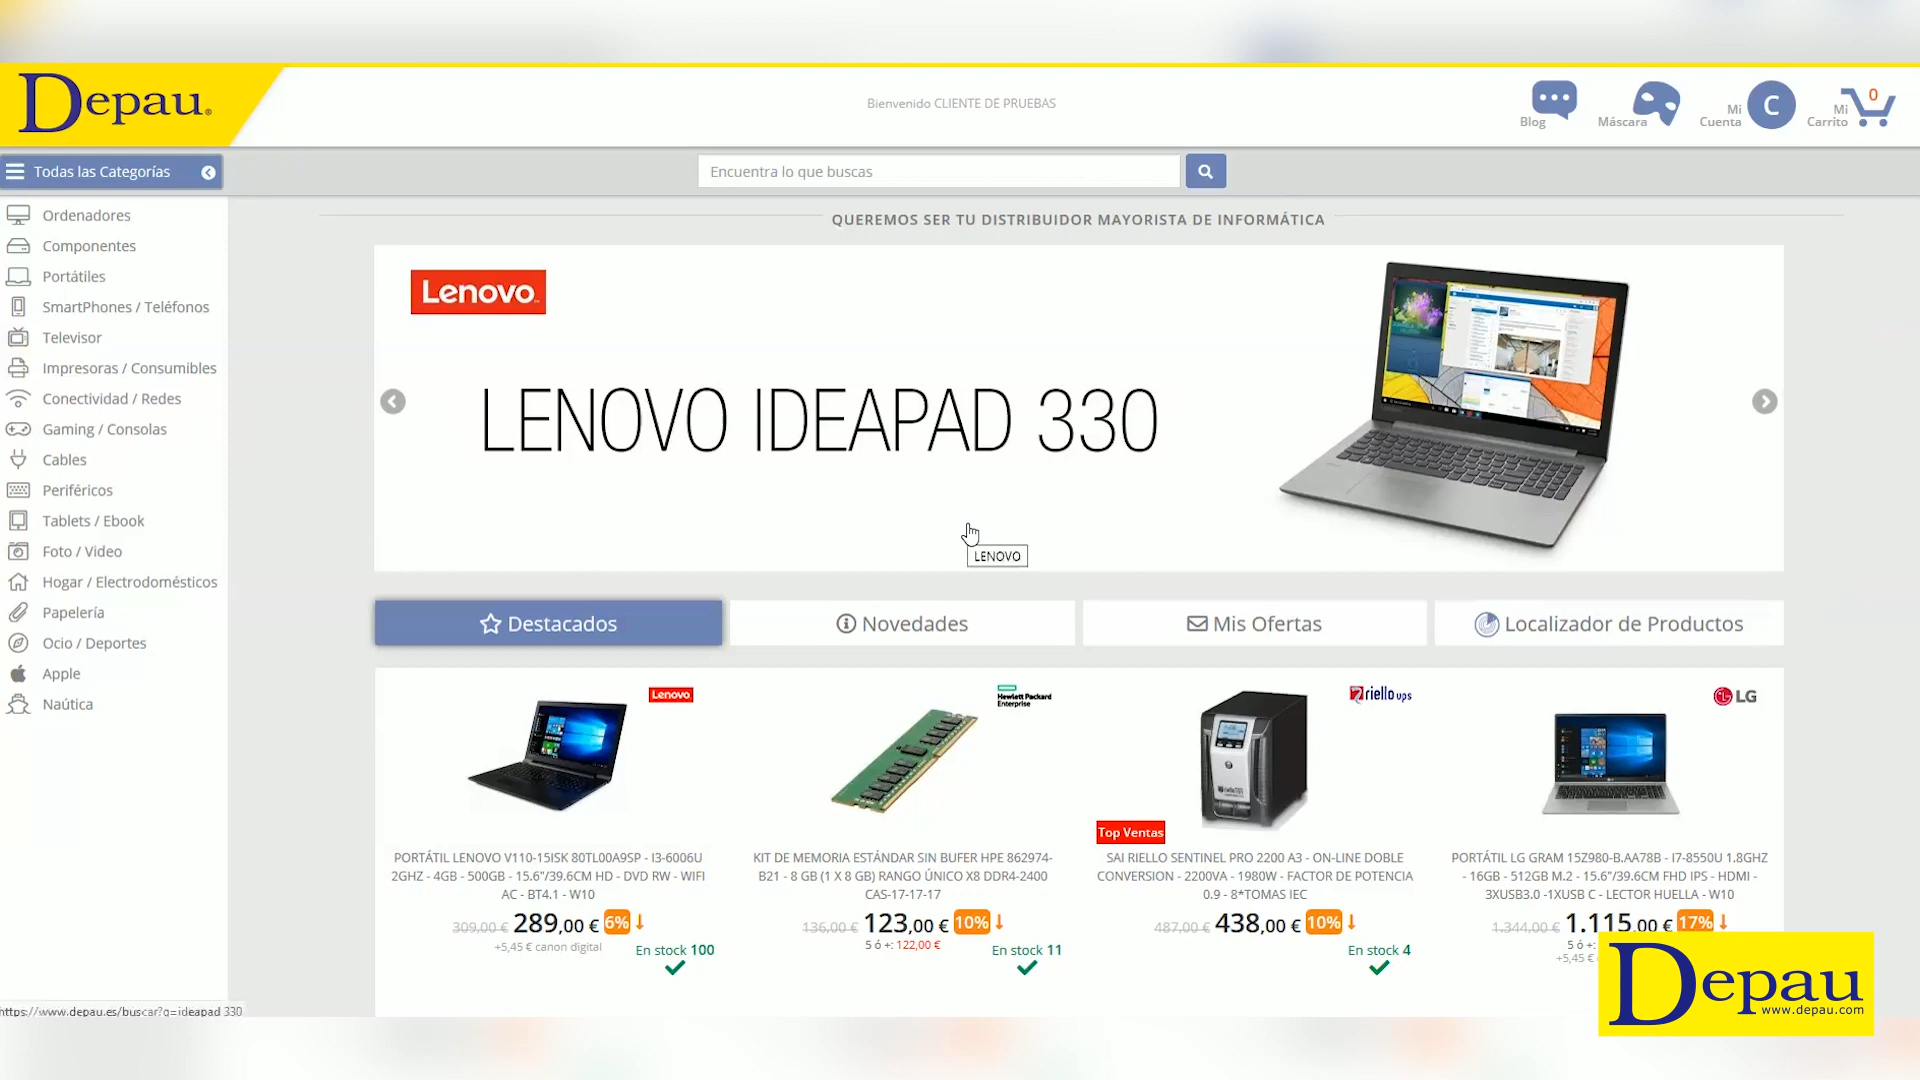 Depau®
Bienvenido CLIENTE DE PRUEBAS
Blog
Máscara
Mi
Cuenta
C
Mi
Carrito
0
Todas las Categorías
Encuentra lo que buscas
Ordenadores
Componentes
Portátiles
SmartPhones / Teléfonos
Televisor
Impresoras / Consumibles
Conectividad / Redes
Gaming / Consolas
Cables
Periféricos
Tablets / Ebook
Foto / Video
Hogar / Electrodomésticos
Papelería
Ocio / Deportes
Apple
Naútica
QUEREMOS SER TU DISTRIBUIDOR MAYORISTA DE INFORMÁTICA
Lenovo
LENOVO IDEAPAD 330
LENOVO
Destacados
Novedades
Mis Ofertas
Localizador de Productos
Lenovo
PORTÁTIL LENOVO V110-15ISK 80TL00A9SP - I3-6006U
2GHZ - 4GB - 500GB - 15.6"/39.6CM HD - DVD RW - WIFI
AC - BT4.1 - W10
309,00 € 289,00 € 6%
+5,45 € canon digital
En stock 100
Hewlett Packard
Enterprise
KIT DE MEMORIA ESTÁNDAR SIN BUFER HPE 862974-
B21 - 8 GB (1 X 8 GB) RANGO ÚNICO X8 DDR4-2400
CAS-17-17-17
136,00 € 123,00 € 10%
5 ó +: 122,00 €
En stock 11
riello ups
Top Ventas
SAI RIELLO SENTINEL PRO 2200 A3 - ON-LINE DOBLE
CONVERSION - 2200VA - 1980W - FACTOR DE POTENCIA
0.9 - 8*TOMAS IEC
487,00 € 438,00 € 10%
En stock 4
LG
PORTÁTIL LG GRAM 15Z980-B.AA78B - I7-8550U 1.8GHZ
- 16GB - 512GB M.2 - 15.6"/39.6CM FHD IPS - HDMI -
3XUSB3.0 -1XUSB C - LECTOR HUELLA - W10
1.344,00 € 1.115,00 € 17%
5 ó +:
+5,45 €
https://www.depau.es/buscar?q=ideapad 330
Depau
www.depau.com